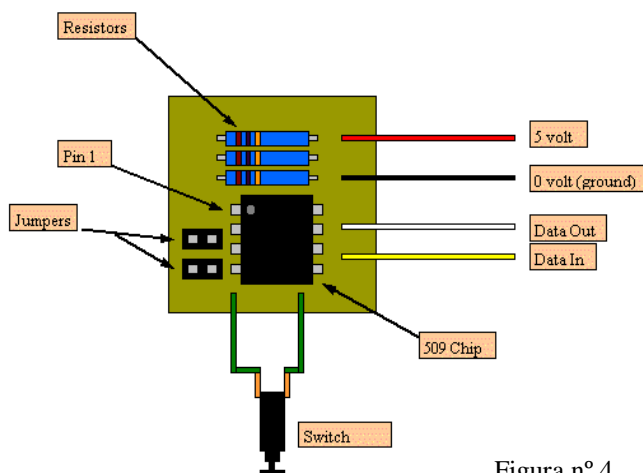 Resistors
5 volt
Pin 1
0 volt (ground)
Jumpers
Data Out
Data In
509 Chip
Switch
Figura nº 4